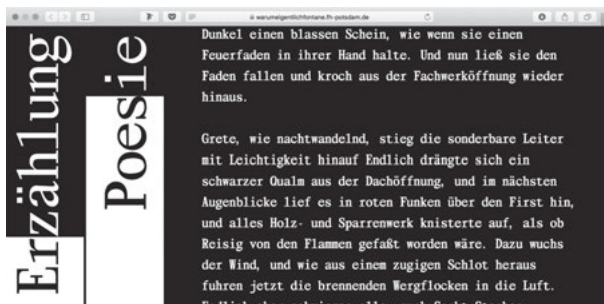 warumeigentlichfontane.fh-potsdam.de
Erzählung
Poesie
Dunkel einen blassen Schein, wie wenn sie einen
Feuerfaden in ihrer Hand halte. Und nun ließ sie den
Faden fallen und kroch aus der Fachwerköffnung wieder
hinaus.
Grete, wie nachtwandelnd, stieg die sonderbare Leiter
mit Leichtigkeit hinauf Endlich drängte sich ein
schwarzer Qualm aus der Dachöffnung, und im nächsten
Augenblicke lief es in roten Funken über den First hin,
und alles Holz- und Sparrenwerk knisterte auf, als ob
Reisig von den Flammen gefaßt worden wäre. Dazu wuchs
der Wind, und wie aus einem zugigen Schlot heraus
fuhren jetzt die brennenden Wergflocken in die Luft.